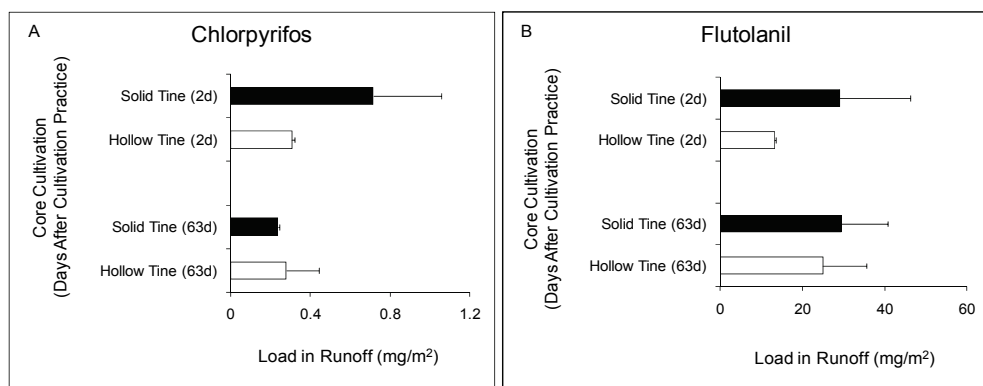 A
Chlorpyrifos
Core Cultivation
(Days After Cultivation Practice)
Solid Tine (2d)
Hollow Tine (2d)
Solid Tine (63d)
Hollow Tine (63d)
0 0.4 0.8 1.2
Load in Runoff (mg/m²)
B
Flutolanil
Core Cultivation
(Days After Cultivation Practice)
Solid Tine (2d)
Hollow Tine (2d)
Solid Tine (63d)
Hollow Tine (63d)
0 20 40 60
Load in Runoff (mg/m²)